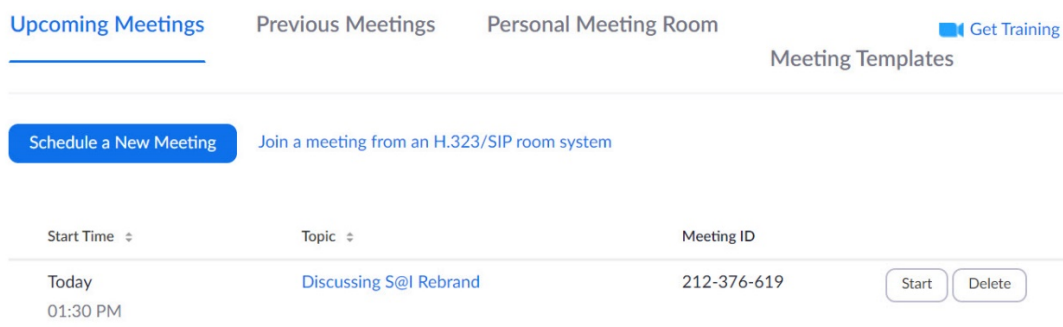 Upcoming Meetings Previous Meetings Personal Meeting Room Get Training
Meeting Templates
Schedule a New Meeting Join a meeting from an H.323/SIP room system
Start Time Topic Meeting ID
Today Discussing S@I Rebrand 212-376-619 Start Delete
01:30 PM